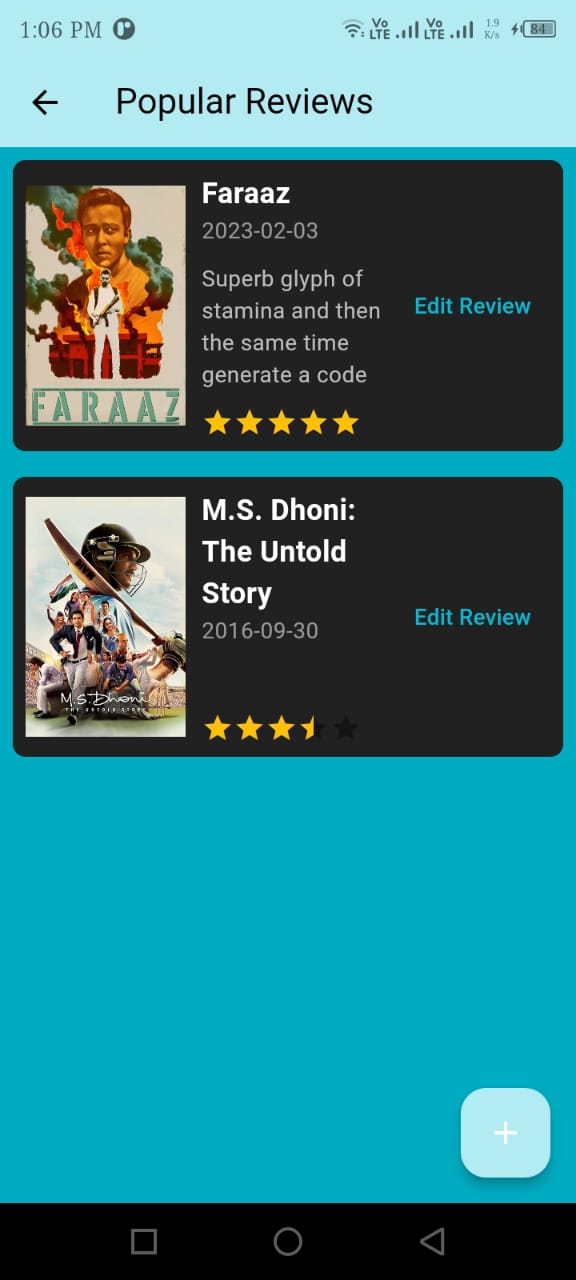 1:06 PM
Vo LTE Vo LTE 1.9 K/s 84
Popular Reviews
Faraaz
2023-02-03
Superb glyph of
stamina and then
the same time
generate a code
Edit Review
FARAAZ
M.S. Dhoni:
The Untold
Story
2016-09-30
Edit Review
M.S. Dhoni
THE UNTOLD STORY